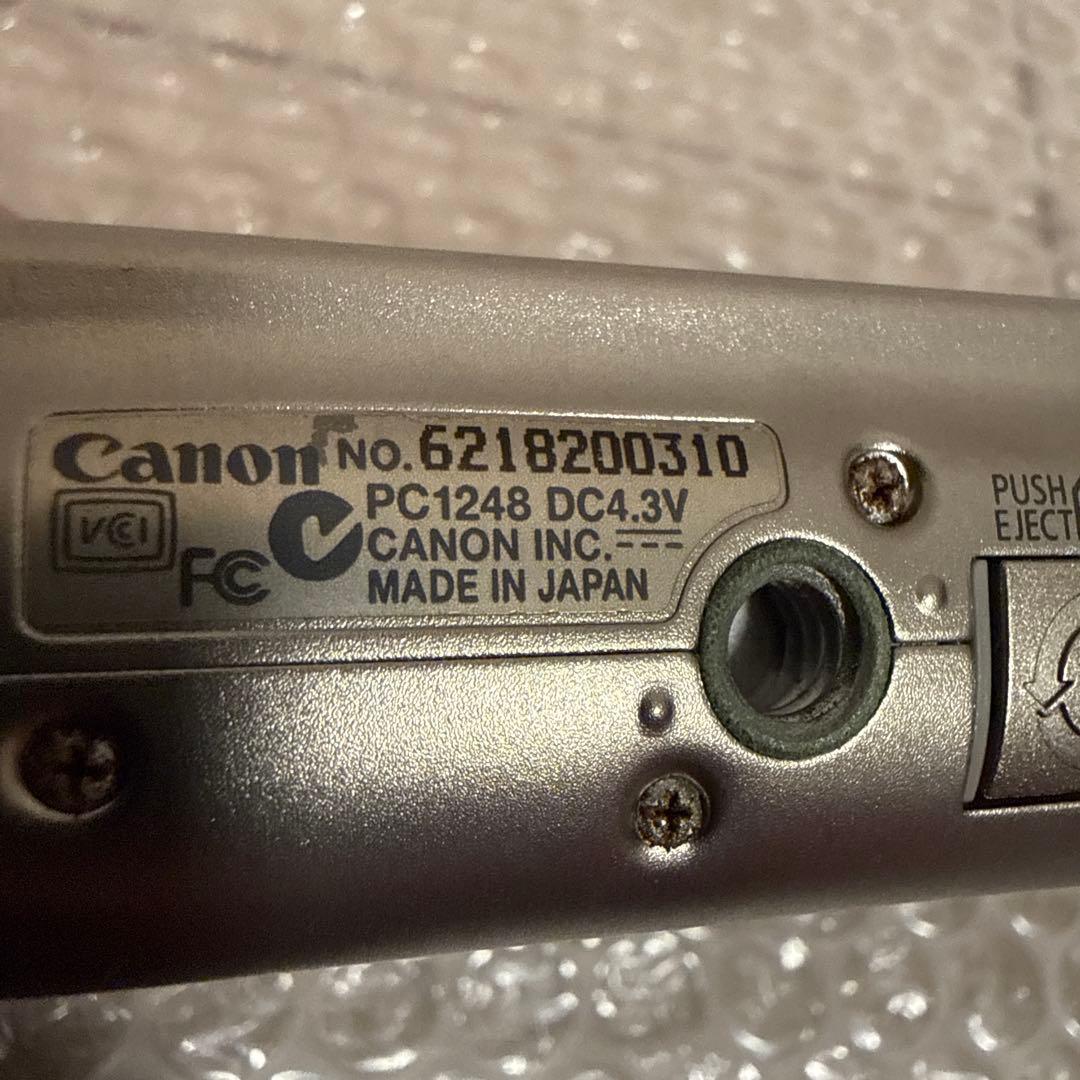 Canon NO.6218200310
VCCI FC PC1248 DC4.3V
CANON INC.
MADE IN JAPAN
PUSH
EJECT